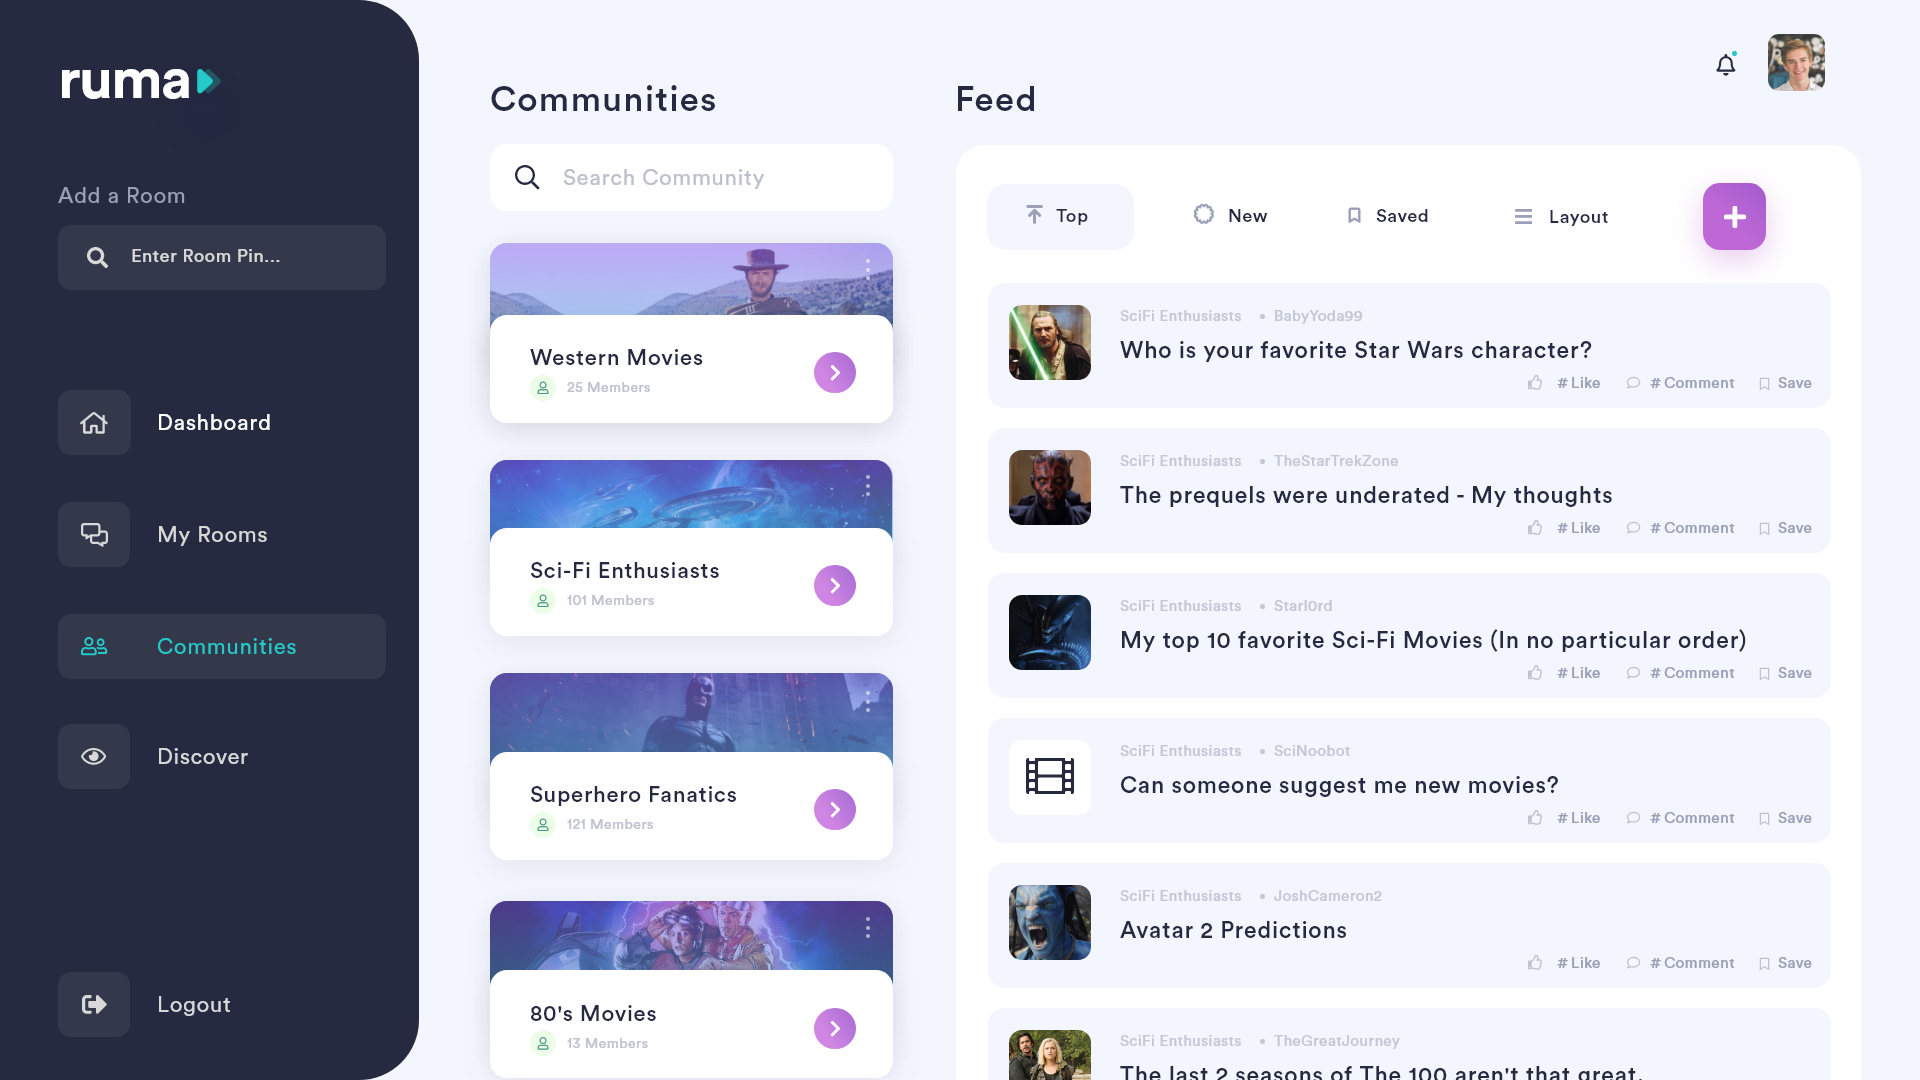 ruma
Add a Room
Enter Room Pin...
Dashboard
My Rooms
Communities
Discover
Logout
Communities
Search Community
Western Movies
25 Members
Sci-Fi Enthusiasts
101 Members
Superhero Fanatics
121 Members
80's Movies
13 Members
Feed
Top
New
Saved
Layout
SciFi Enthusiasts • BabyYoda99
Who is your favorite Star Wars character?
# Like # Comment Save
SciFi Enthusiasts • TheStarTrekZone
The prequels were underated - My thoughts
# Like # Comment Save
SciFi Enthusiasts • Starl0rd
My top 10 favorite Sci-Fi Movies (In no particular order)
# Like # Comment Save
SciFi Enthusiasts • SciNoobot
Can someone suggest me new movies?
# Like # Comment Save
SciFi Enthusiasts • JoshCameron2
Avatar 2 Predictions
# Like # Comment Save
SciFi Enthusiasts • TheGreatJourney
The last 2 seasons of The 100 aren't that great.